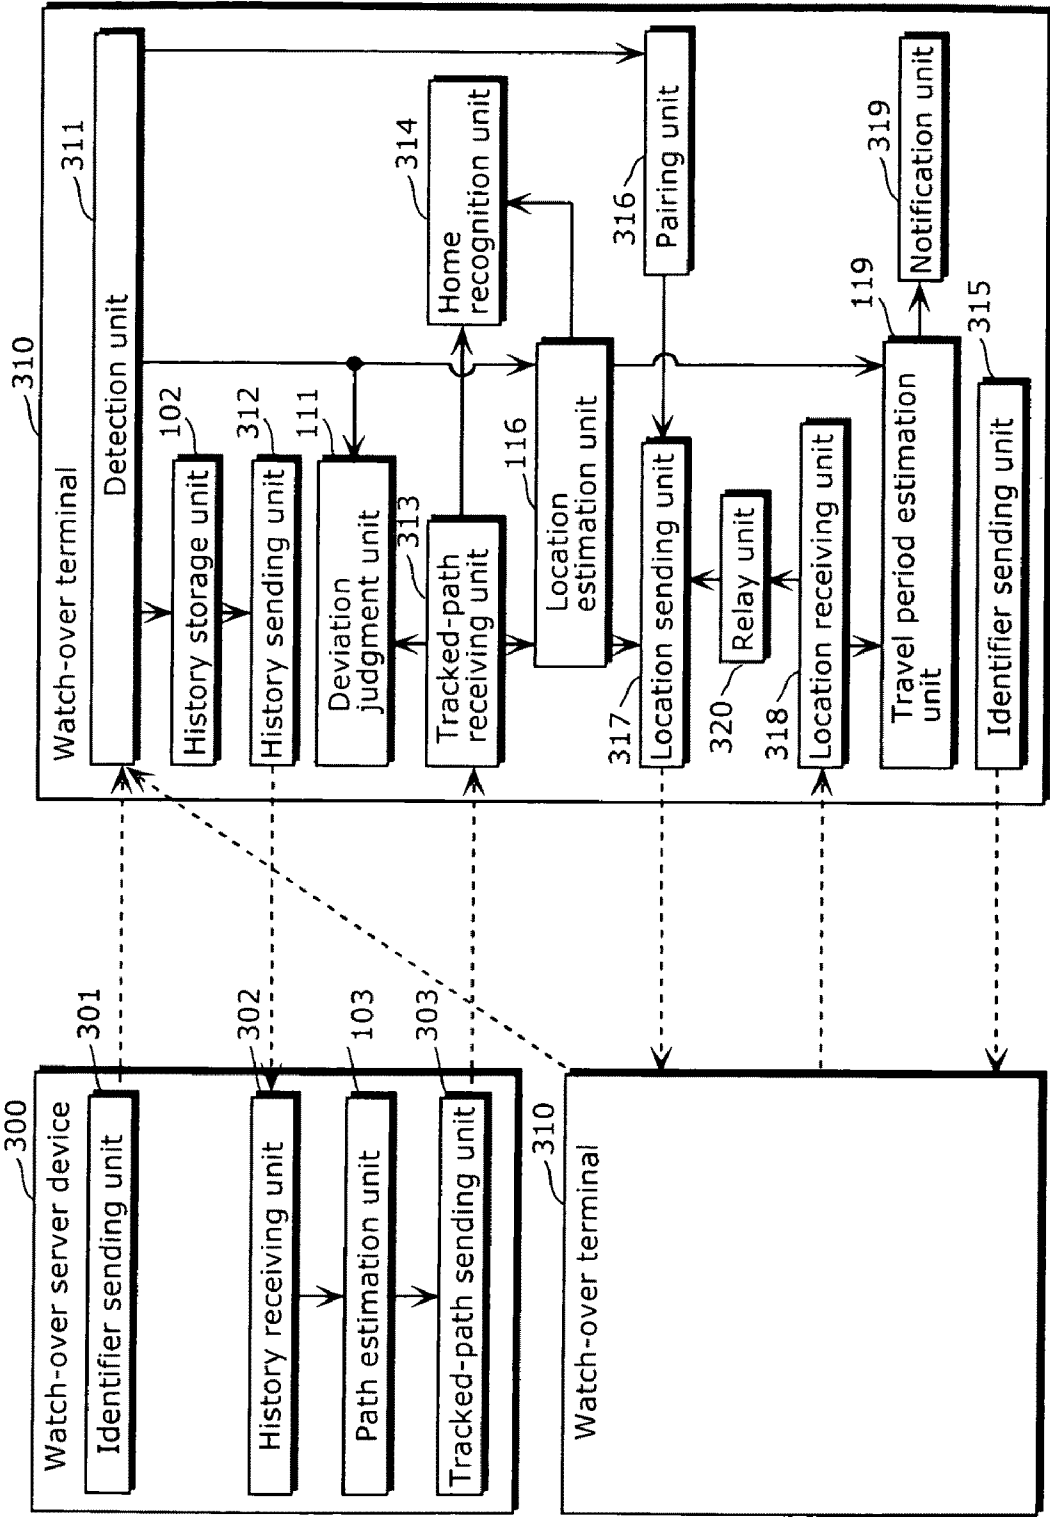 300
Watch-over server device
301
Identifier sending unit
302
History receiving unit
103
Path estimation unit
303
Tracked-path sending unit
310
Watch-over terminal
310
Watch-over terminal
311
Detection unit
102
History storage unit
312
History sending unit
111
Deviation
judgment unit
313
Tracked-path
receiving unit
314
Home
recognition unit
116
Location
estimation unit
316
Pairing unit
317
Location sending unit
320
Relay unit
318
Location receiving unit
119
Travel period estimation
unit
319
Notification unit
315
Identifier sending unit